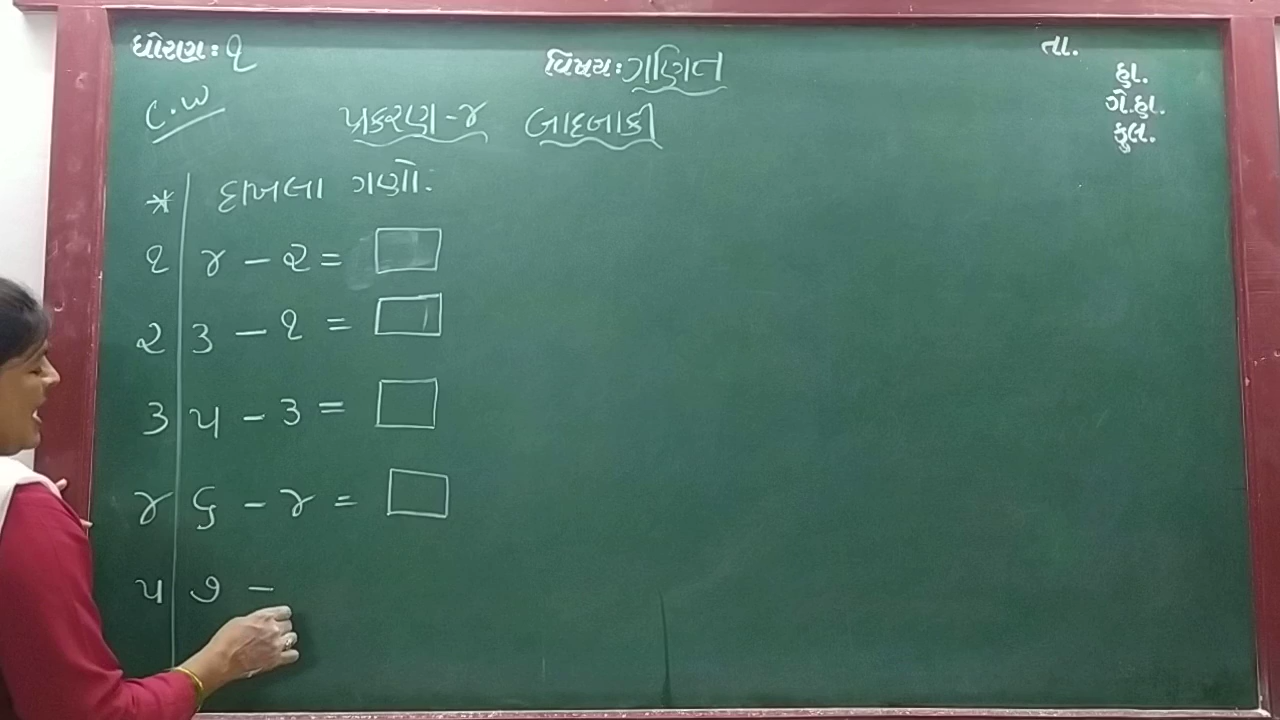 ધોરણ: ૧
વિષય: ગણિત
તા.
હા.
ગે.હા.
કુલ.
C.W
પ્રકરણ-૪ બાદબાકી
* દાખલા ગણો:
૧ ૪ - ૨ =
૨ ૩ - ૧ =
૩ ૫ - ૩ =
૪ ૬ - ૪ =
૫ ૭ -